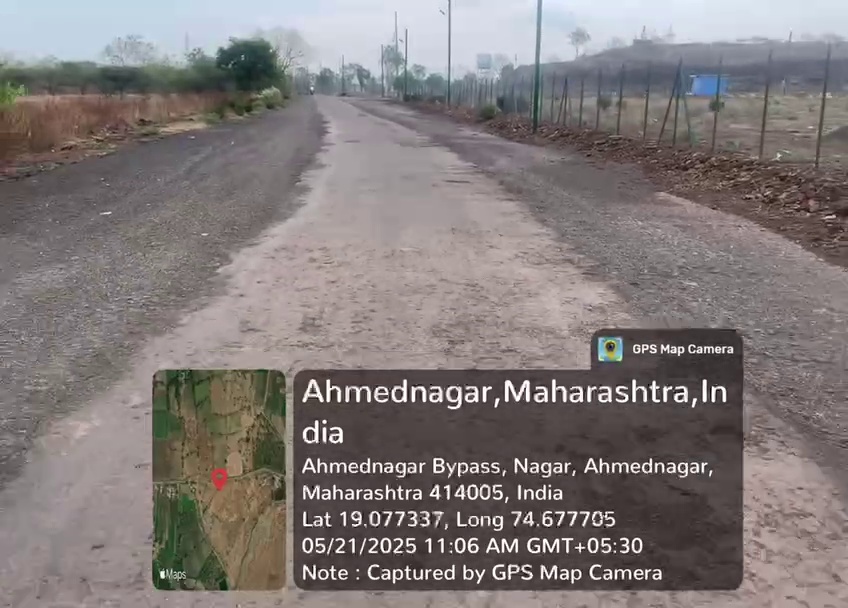 GPS Map Camera
Ahmednagar,Maharashtra,In
dia
Ahmednagar Bypass, Nagar, Ahmednagar,
Maharashtra 414005, India
Lat 19.077337, Long 74.677705
05/21/2025 11:06 AM GMT+05:30
Note : Captured by GPS Map Camera
Maps